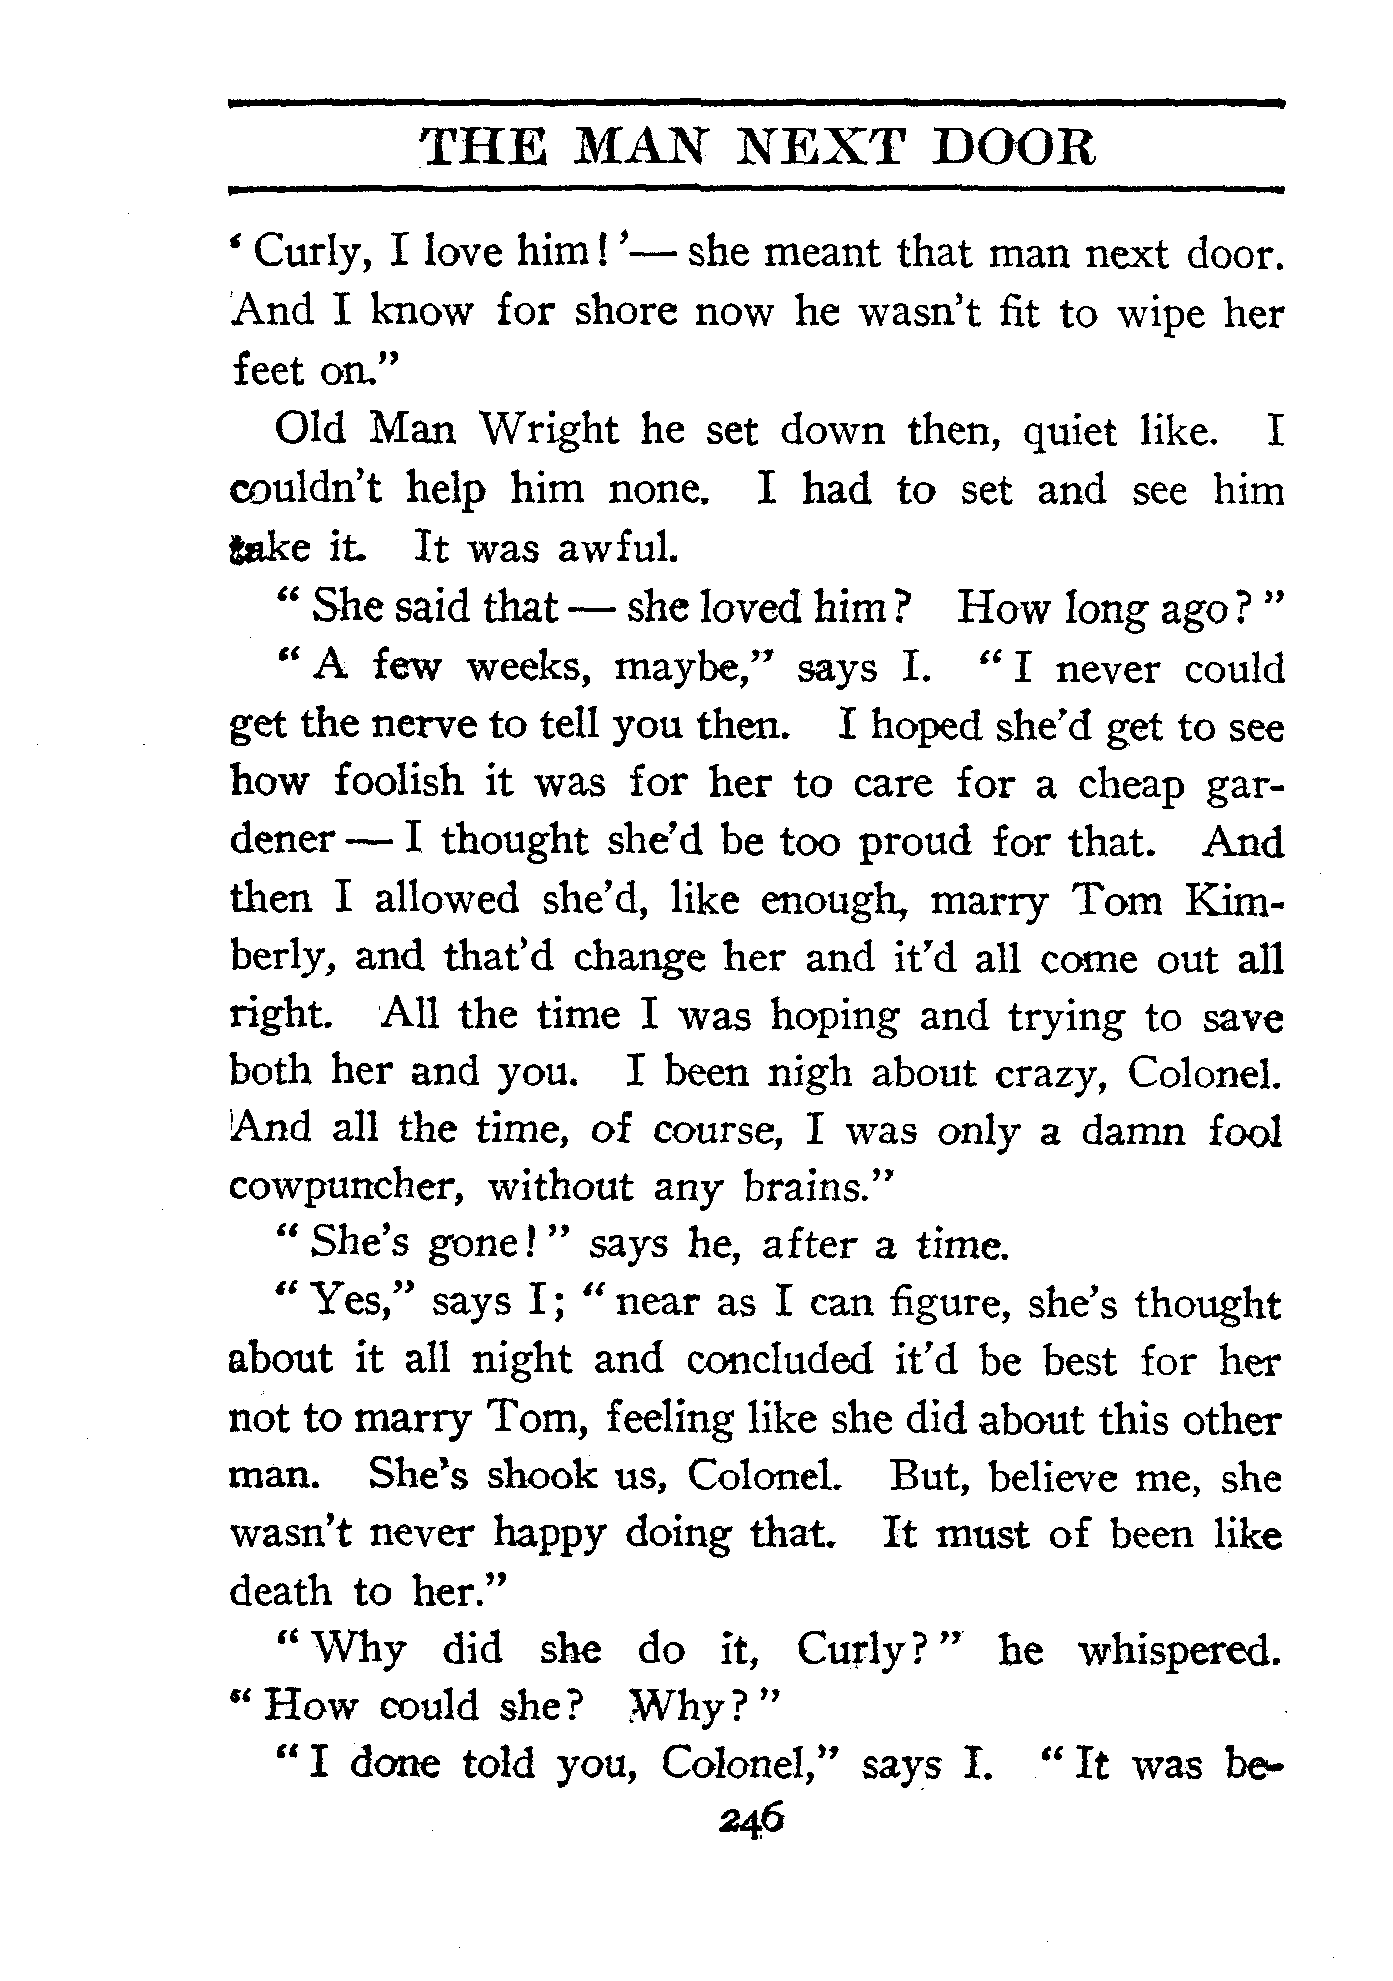 THE MAN NEXT DOOR
‘ Curly, I love him! ’— she meant that man next door.
And I know for shore now he wasn’t fit to wipe her
feet on.”
Old Man Wright he set down then, quiet like. I
couldn’t help him none. I had to set and see him
take it. It was awful.
“ She said that — she loved him? How long ago? ”
“ A few weeks, maybe,” says I. “ I never could
get the nerve to tell you then. I hoped she’d get to see
how foolish it was for her to care for a cheap gar-
dener — I thought she’d be too proud for that. And
then I allowed she’d, like enough, marry Tom Kim-
berly, and that’d change her and it’d all come out all
right. All the time I was hoping and trying to save
both her and you. I been nigh about crazy, Colonel.
And all the time, of course, I was only a damn fool
cowpuncher, without any brains.”
“ She’s gone! ” says he, after a time.
“ Yes,” says I; “ near as I can figure, she’s thought
about it all night and concluded it’d be best for her
not to marry Tom, feeling like she did about this other
man. She’s shook us, Colonel. But, believe me, she
wasn’t never happy doing that. It must of been like
death to her.”
“ Why did she do it, Curly? ” he whispered.
“ How could she? Why? ”
“ I done told you, Colonel,” says I. “ It was be-
246